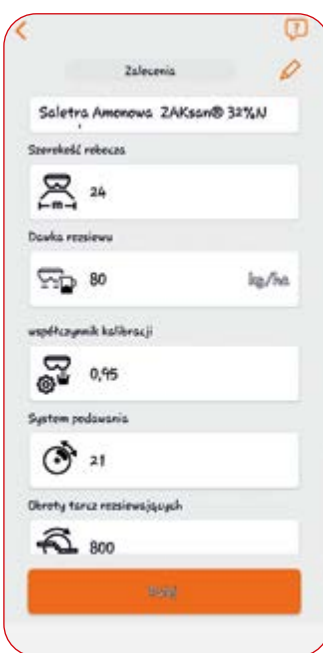 ?
Zalecenia
Saletra Amonowa ZAKsan® 32%N
Szerokość robocza
m
24
Dawka rozsiewu
80 kg/ha
współczynnik kalibracji
0,95
System podawania
21
Obroty tarcz rozsiewających
800